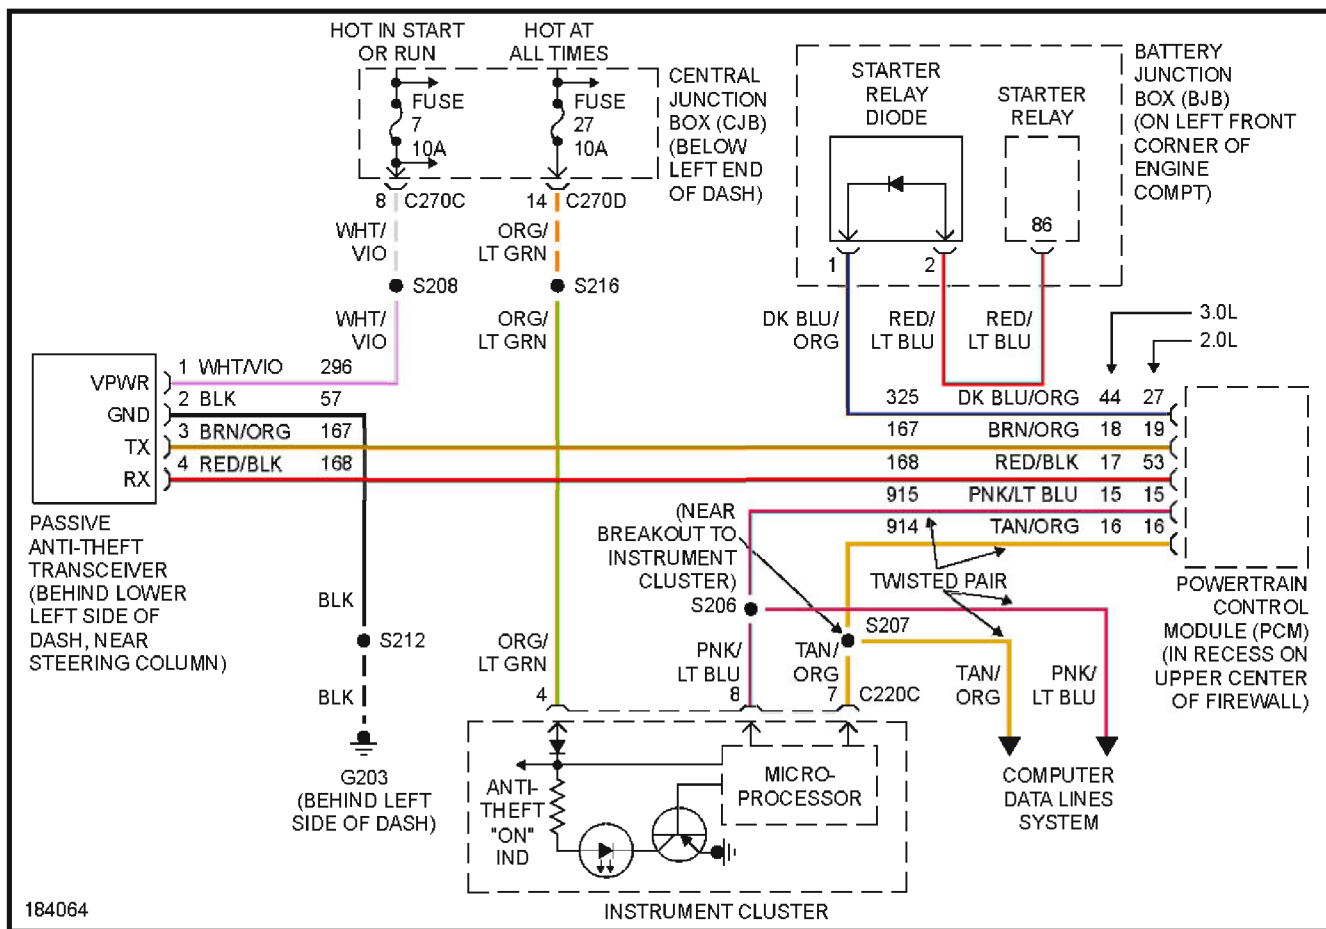 HOT IN START
OR RUN
HOT AT
ALL TIMES
FUSE
7
10A
FUSE
27
10A
CENTRAL
JUNCTION
BOX (CJB)
(BELOW
LEFT END
OF DASH)
STARTER
RELAY
DIODE
STARTER
RELAY
86
BATTERY
JUNCTION
BOX (BJB)
(ON LEFT FRONT
CORNER OF
ENGINE
COMPT)
8 C270C
14 C270D
1
2
WHT/
VIO
ORG/
LT GRN
S208
S216
WHT/
VIO
ORG/
LT GRN
DK BLU/
ORG
RED/
LT BLU
RED/
LT BLU
3.0L
2.0L
VPWR
GND
TX
RX
1 WHT/VIO 296
2 BLK 57
3 BRN/ORG 167
4 RED/BLK 168
325 DK BLU/ORG 44 27
167 BRN/ORG 18 19
168 RED/BLK 17 53
915 PNK/LT BLU 15 15
914 TAN/ORG 16 16
PASSIVE
ANTI-THEFT
TRANSCEIVER
(BEHIND LOWER
LEFT SIDE OF
DASH, NEAR
STEERING COLUMN)
(NEAR
BREAKOUT TO
INSTRUMENT
CLUSTER)
TWISTED PAIR
POWERTRAIN
CONTROL
MODULE (PCM)
(IN RECESS ON
UPPER CENTER
OF FIREWALL)
BLK
S212
BLK
G203
(BEHIND LEFT
SIDE OF DASH)
S206
S207
ORG/
LT GRN
4
PNK/
LT BLU
8
TAN/
ORG
7 C220C
TAN/
ORG
PNK/
LT BLU
COMPUTER
DATA LINES
SYSTEM
ANTI-
THEFT
"ON"
IND
MICRO-
PROCESSOR
INSTRUMENT CLUSTER
184064